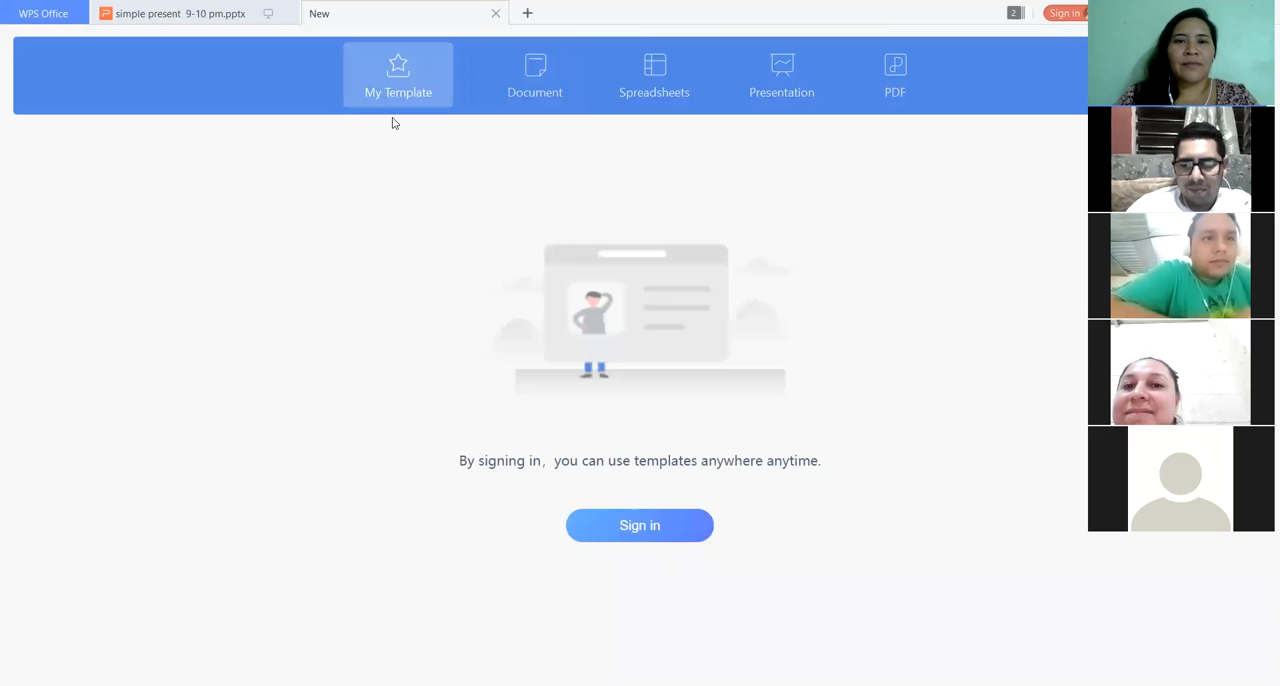 WPS Office
simple present 9-10 pm.pptx
New
2
Sign in
My Template
Document
Spreadsheets
Presentation
PDF
By signing in, you can use templates anywhere anytime.
Sign in